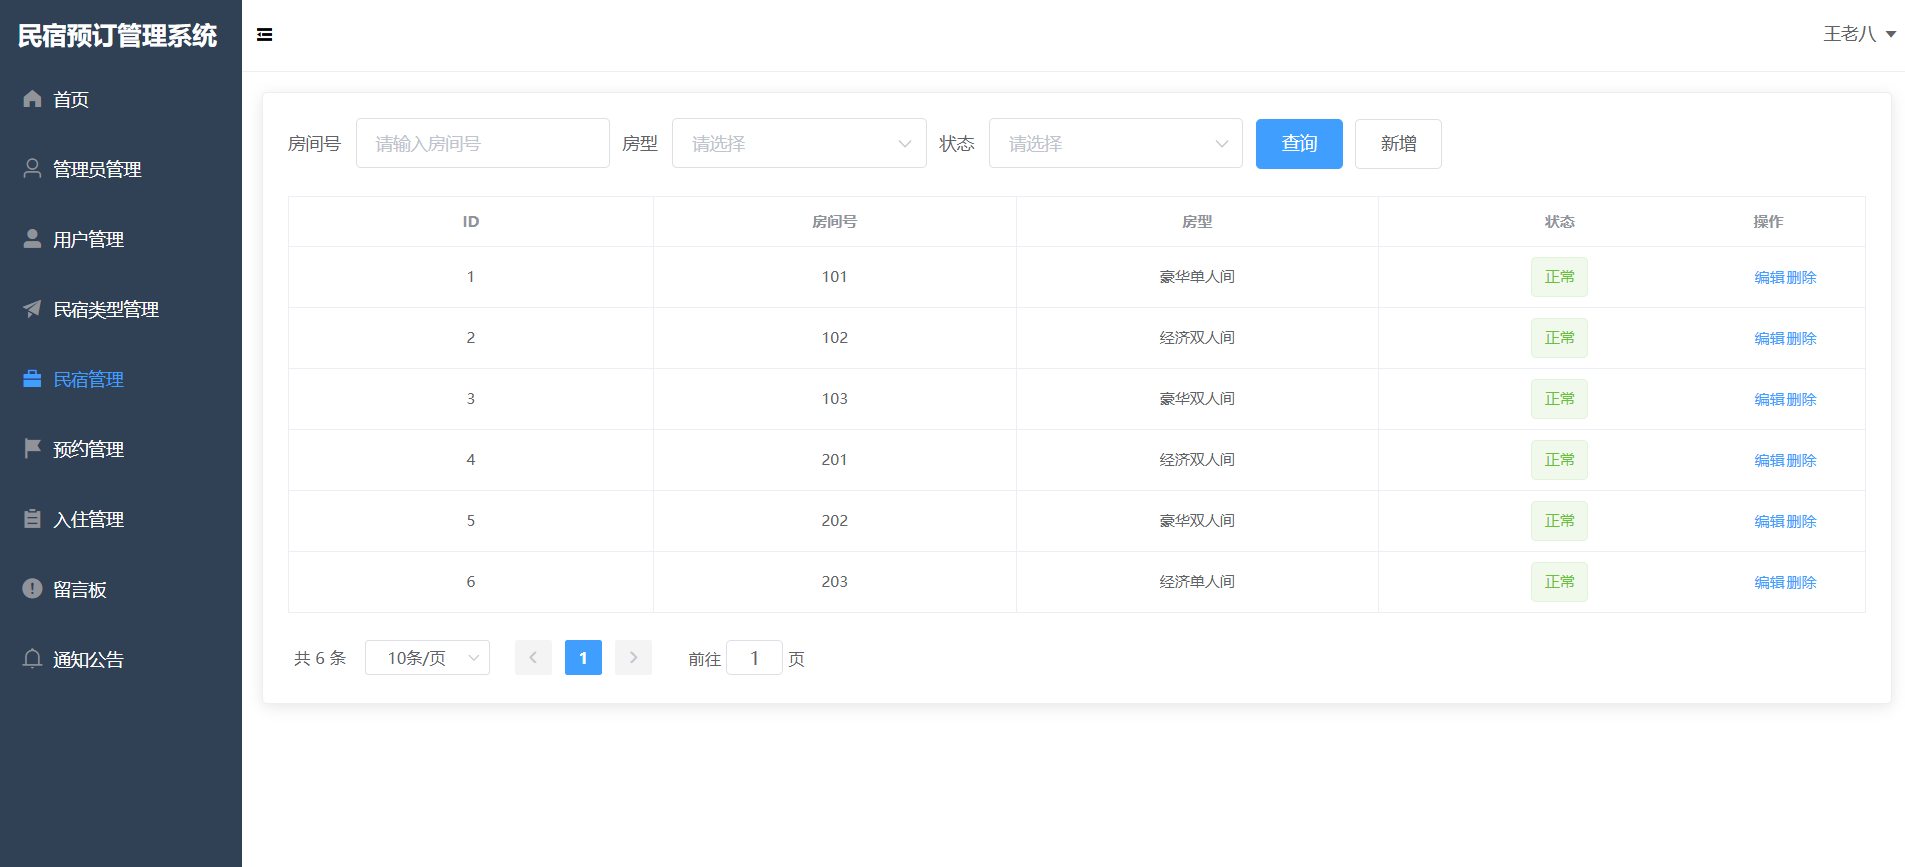 民宿预订管理系统
王老八
首页
管理员管理
用户管理
民宿类型管理
民宿管理
预约管理
入住管理
留言板
通知公告
房间号 请输入房间号 房型 请选择 状态 请选择 查询 新增
ID 房间号 房型 状态 操作
1 101 豪华单人间 正常 编辑 删除
2 102 经济双人间 正常 编辑 删除
3 103 豪华双人间 正常 编辑 删除
4 201 经济双人间 正常 编辑 删除
5 202 豪华双人间 正常 编辑 删除
6 203 经济单人间 正常 编辑 删除
共 6 条 10条/页 1 前往 1 页